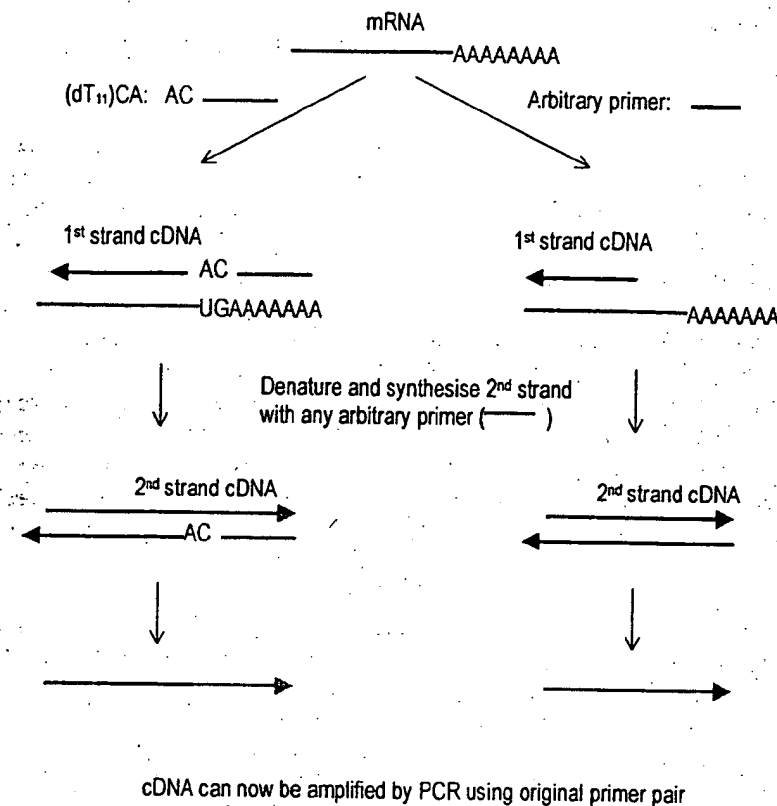 mRNA
AAAAAAAA
(dT₁₁)CA: AC
Arbitrary primer:
1st strand cDNA
1st strand cDNA
AC
UGAAAAAAA
AAAAAAA
Denature and synthesise 2nd strand
with any arbitrary primer ( )
2nd strand cDNA
2nd strand cDNA
AC
cDNA can now be amplified by PCR using original primer pair